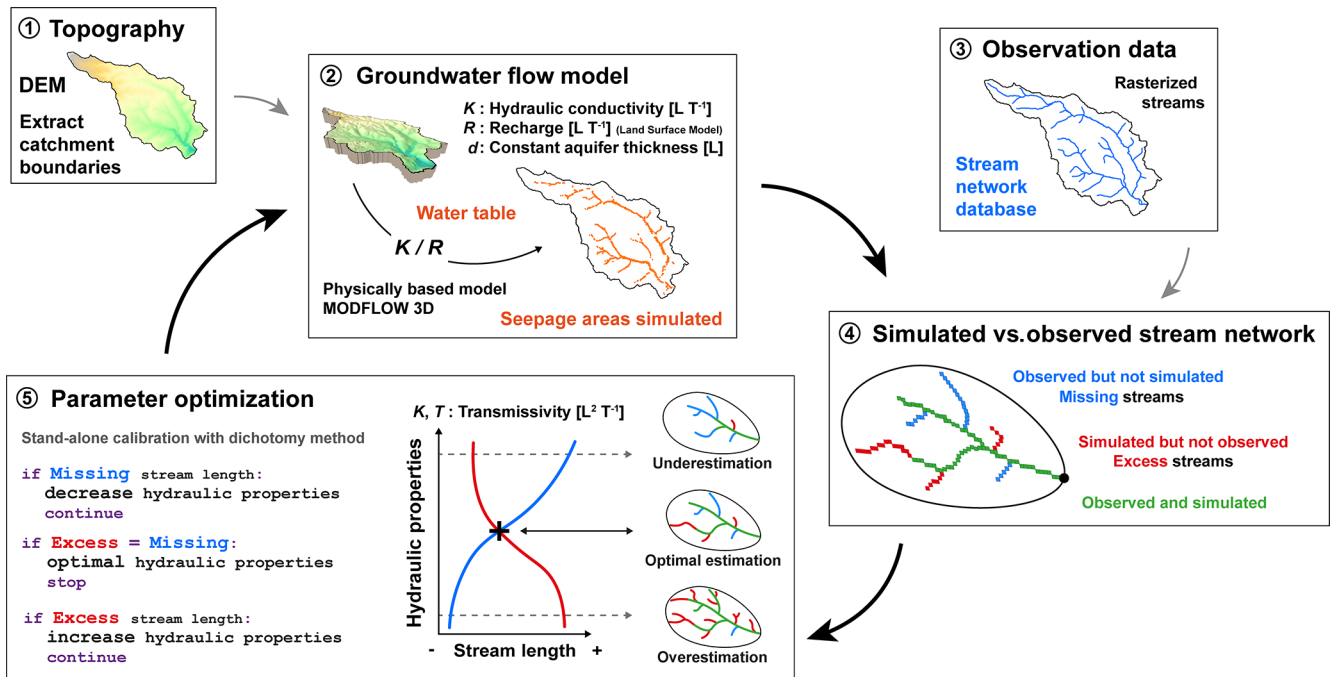 ① Topography
DEM
Extract
catchment
boundaries
② Groundwater flow model
K : Hydraulic conductivity [L T⁻¹]
R : Recharge [L T⁻¹] (Land Surface Model)
d : Constant aquifer thickness [L]
Water table
K / R
Physically based model
MODFLOW 3D
Seepage areas simulated
③ Observation data
Rasterized
streams
Stream
network
database
④ Simulated vs.observed stream network
Observed but not simulated
Missing streams
Simulated but not observed
Excess streams
Observed and simulated
⑤ Parameter optimization
Stand-alone calibration with dichotomy method
if Missing stream length:
decrease hydraulic properties
continue
if Excess = Missing:
optimal hydraulic properties
stop
if Excess stream length:
increase hydraulic properties
continue
K, T : Transmissivity [L² T⁻¹]
Hydraulic properties
- Stream length +
Underestimation
Optimal estimation
Overestimation